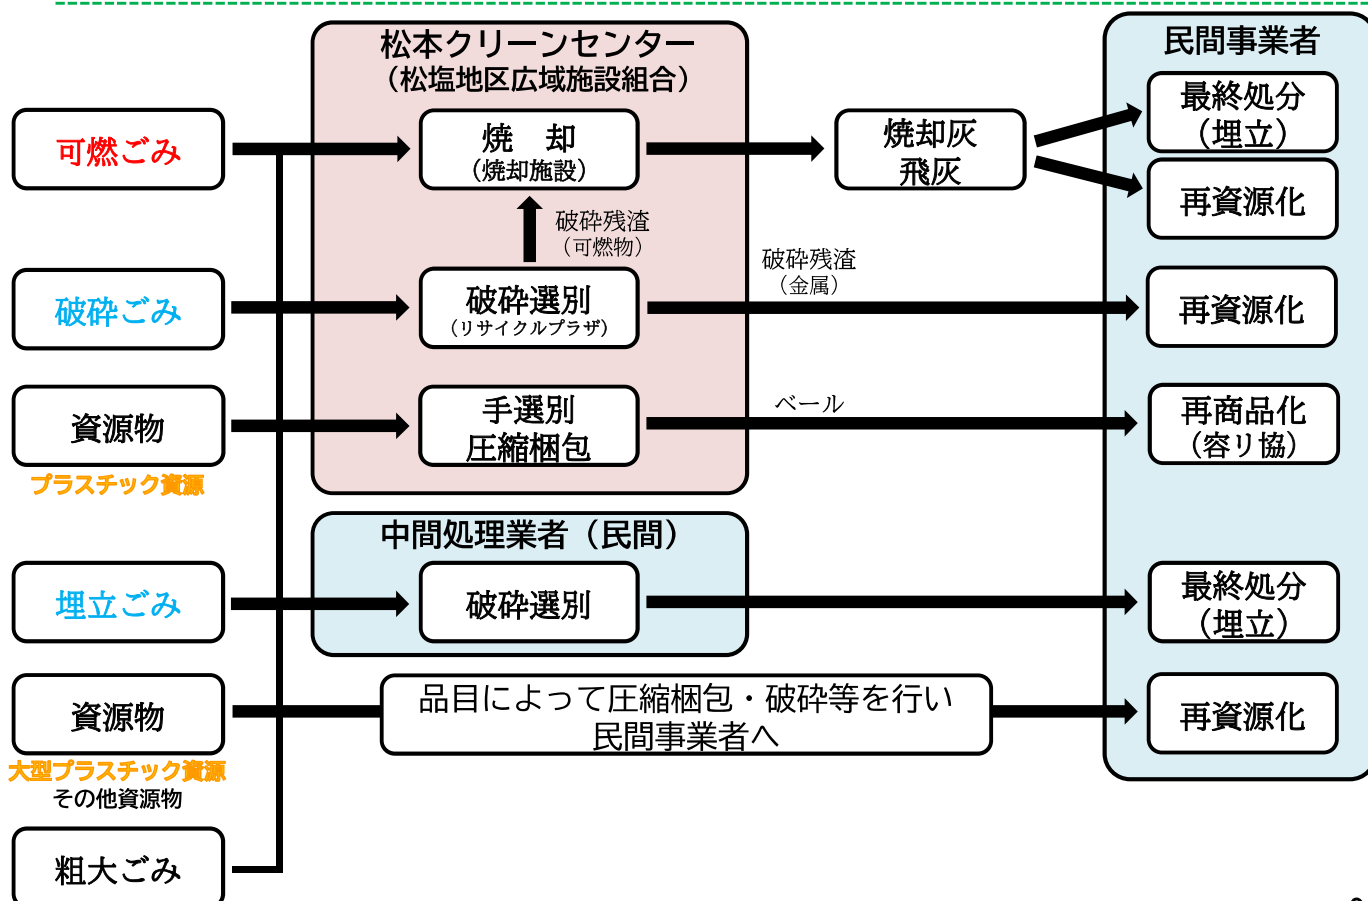 松本クリーンセンター
（松塩地区広域施設組合）
民間事業者
可燃ごみ
焼　却
（焼却施設）
焼却灰
飛灰
最終処分
（埋立）
再資源化
破砕残渣
（可燃物）
破砕ごみ
破砕選別
（リサイクルプラザ）
破砕残渣
（金属）
再資源化
資源物
プラスチック資源
手選別
圧縮梱包
ベール
再商品化
（容リ協）
中間処理業者（民間）
埋立ごみ
破砕選別
最終処分
（埋立）
資源物
大型プラスチック資源
その他資源物
品目によって圧縮梱包・破砕等を行い
民間事業者へ
再資源化
粗大ごみ